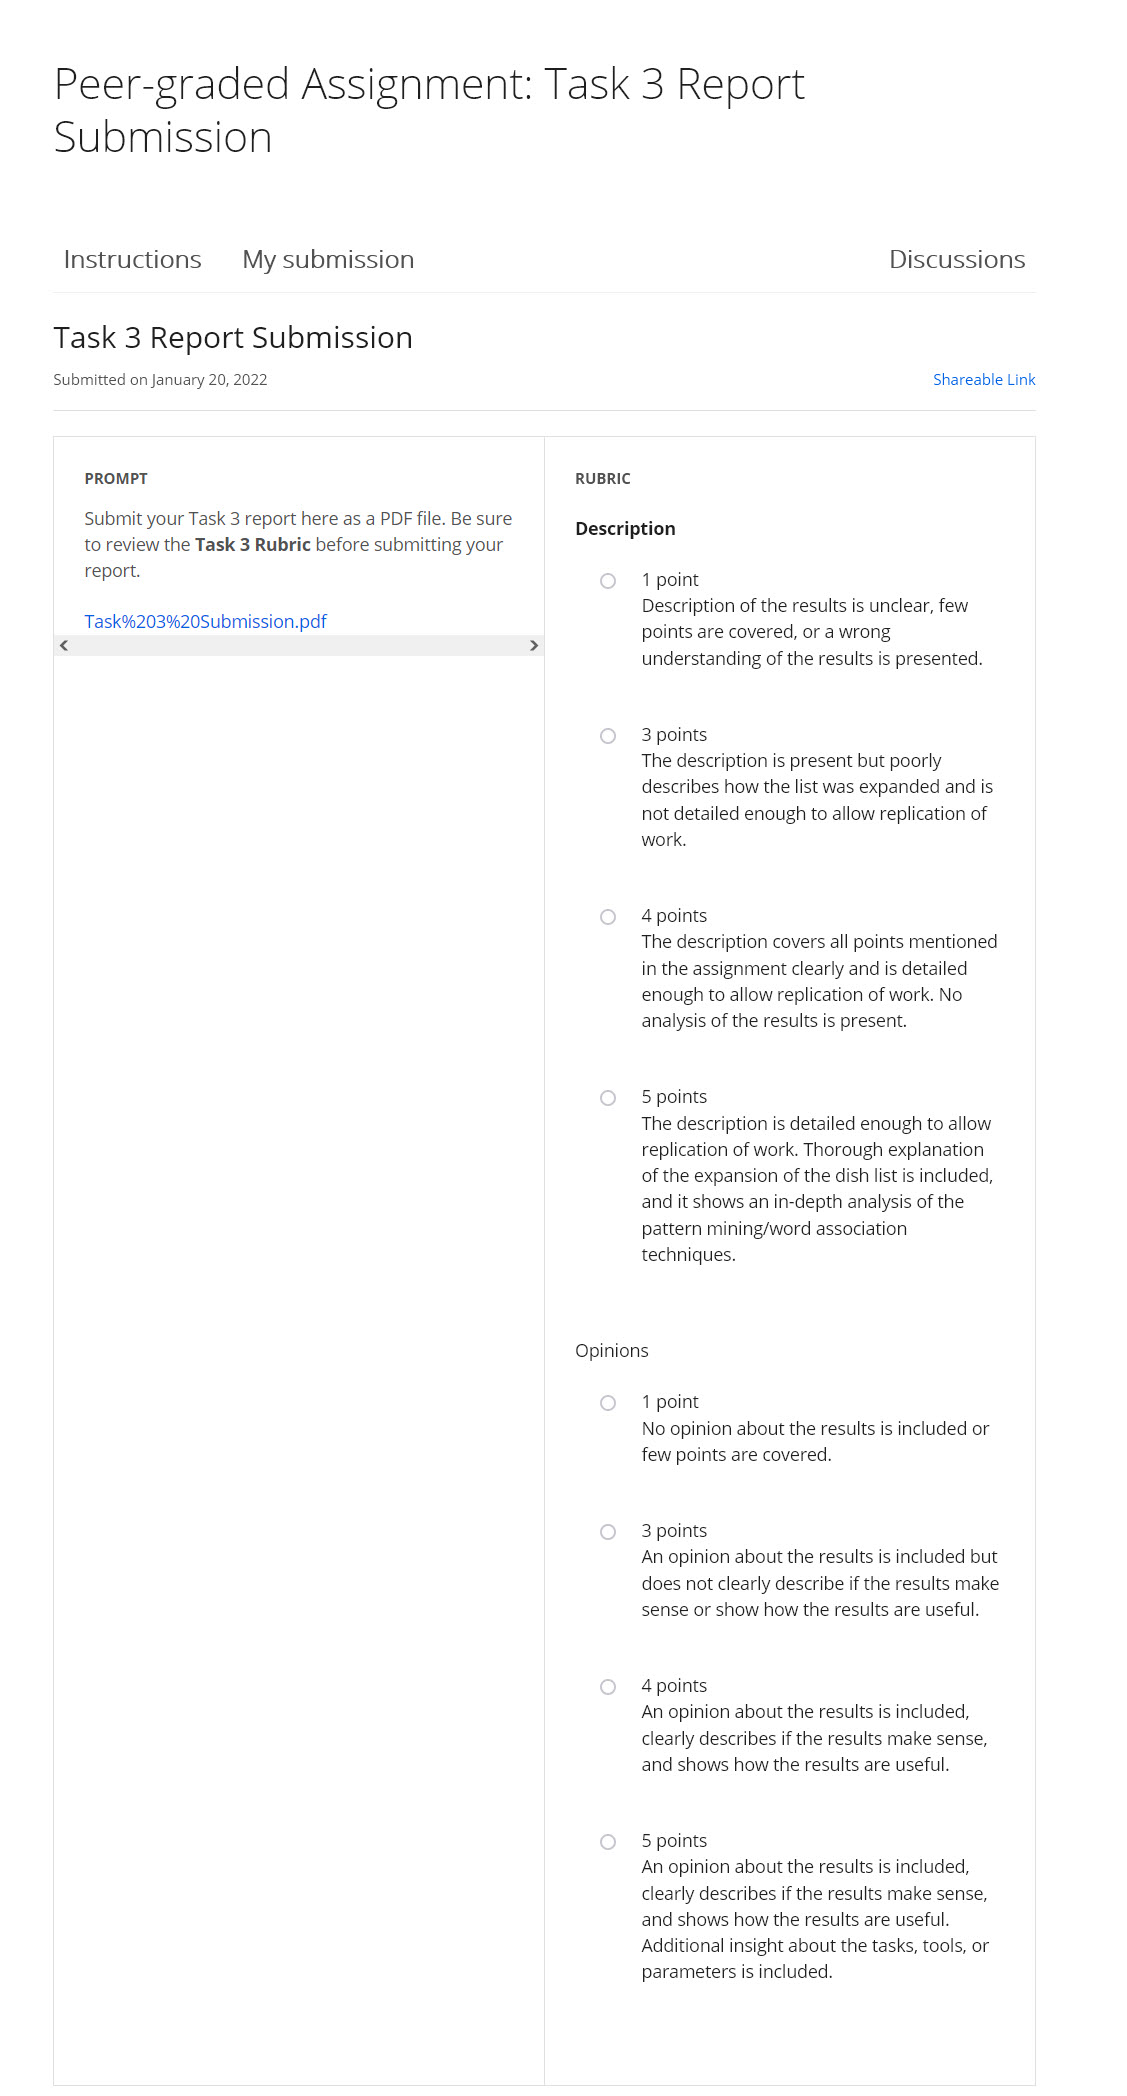 Peer-graded Assignment: Task 3 Report
Submission
Instructions My submission Discussions
Task 3 Report Submission
Submitted on January 20, 2022 Shareable Link
PROMPT
Submit your Task 3 report here as a PDF file. Be sure
to review the Task 3 Rubric before submitting your
report.
Task%203%20Submission.pdf
RUBRIC
Description
1 point
Description of the results is unclear, few
points are covered, or a wrong
understanding of the results is presented.
3 points
The description is present but poorly
describes how the list was expanded and is
not detailed enough to allow replication of
work.
4 points
The description covers all points mentioned
in the assignment clearly and is detailed
enough to allow replication of work. No
analysis of the results is present.
5 points
The description is detailed enough to allow
replication of work. Thorough explanation
of the expansion of the dish list is included,
and it shows an in-depth analysis of the
pattern mining/word association
techniques.
Opinions
1 point
No opinion about the results is included or
few points are covered.
3 points
An opinion about the results is included but
does not clearly describe if the results make
sense or show how the results are useful.
4 points
An opinion about the results is included,
clearly describes if the results make sense,
and shows how the results are useful.
5 points
An opinion about the results is included,
clearly describes if the results make sense,
and shows how the results are useful.
Additional insight about the tasks, tools, or
parameters is included.